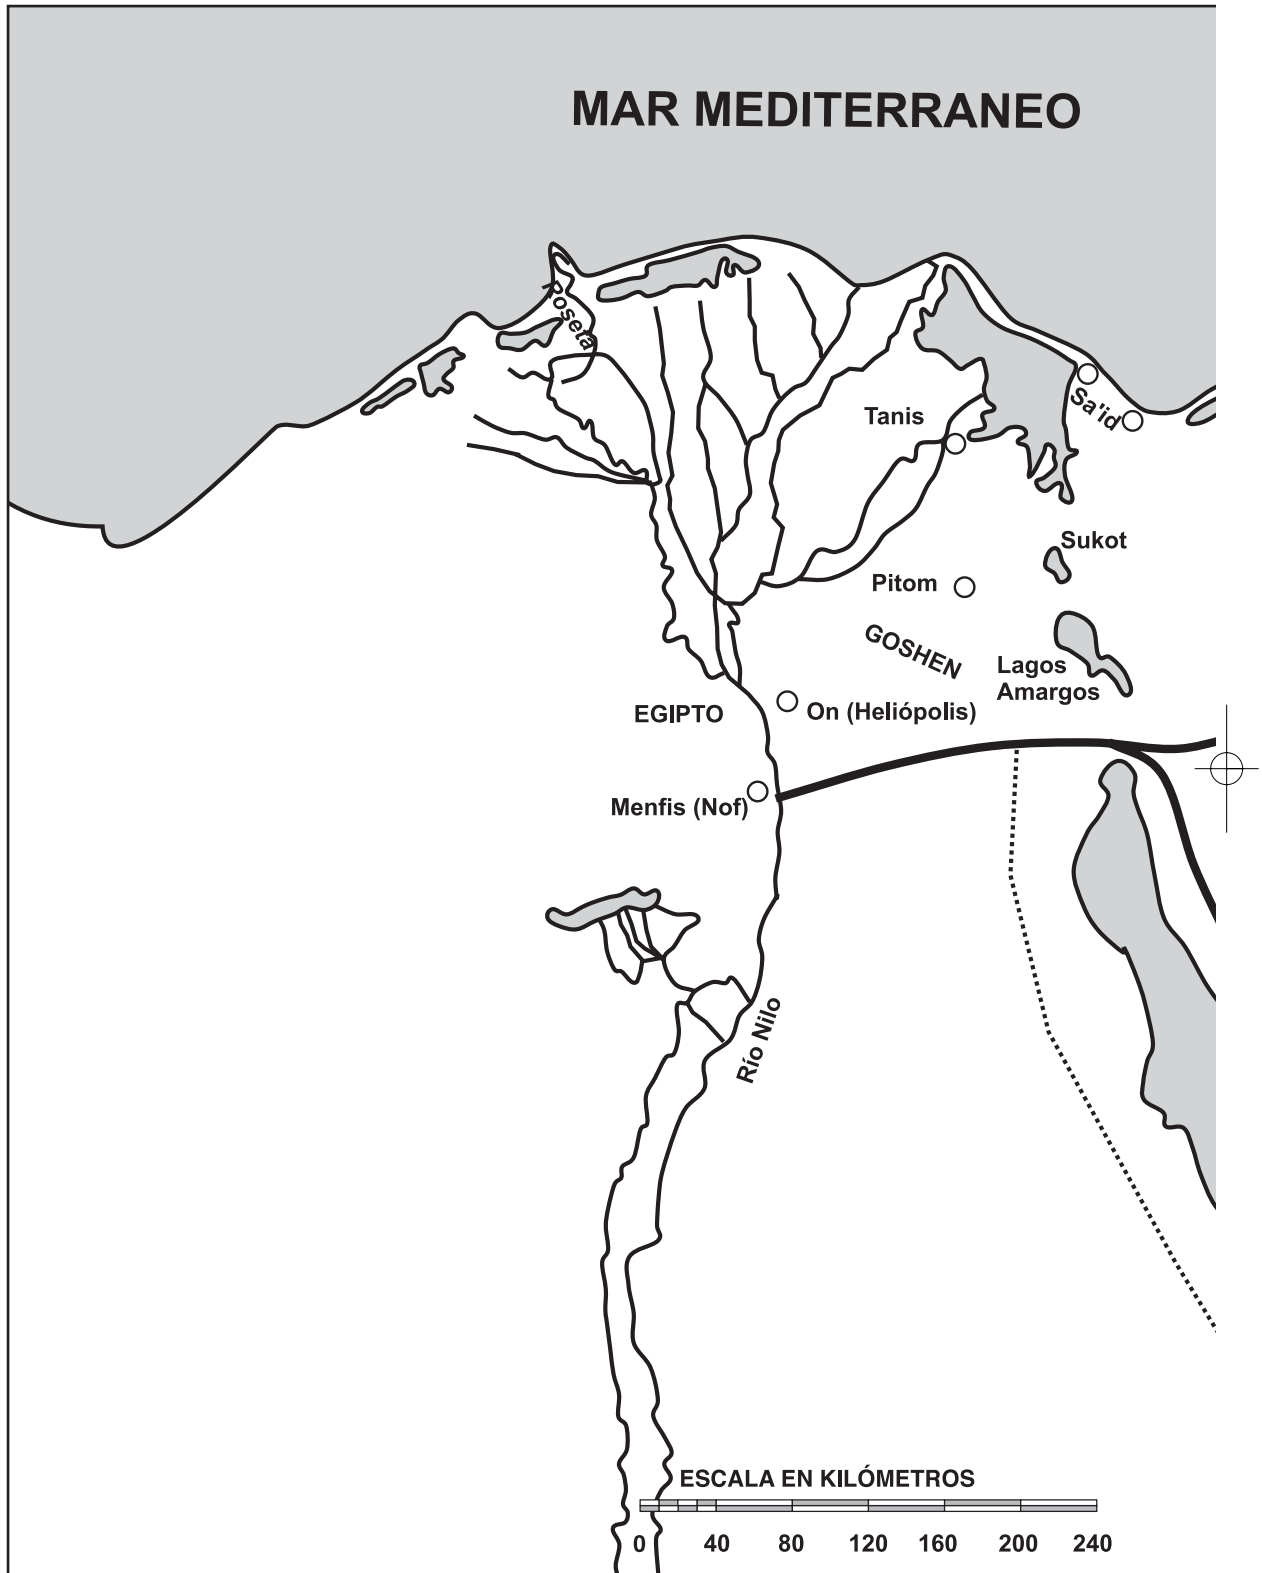 MAR MEDITERRANEO
Roseta
Tanis
Sa'id
Sukot
Pitom
GOSHEN
Lagos
Amargos
EGIPTO
On (Heliópolis)
Menfis (Nof)
Río Nilo
ESCALA EN KILÓMETROS
0 40 80 120 160 200 240